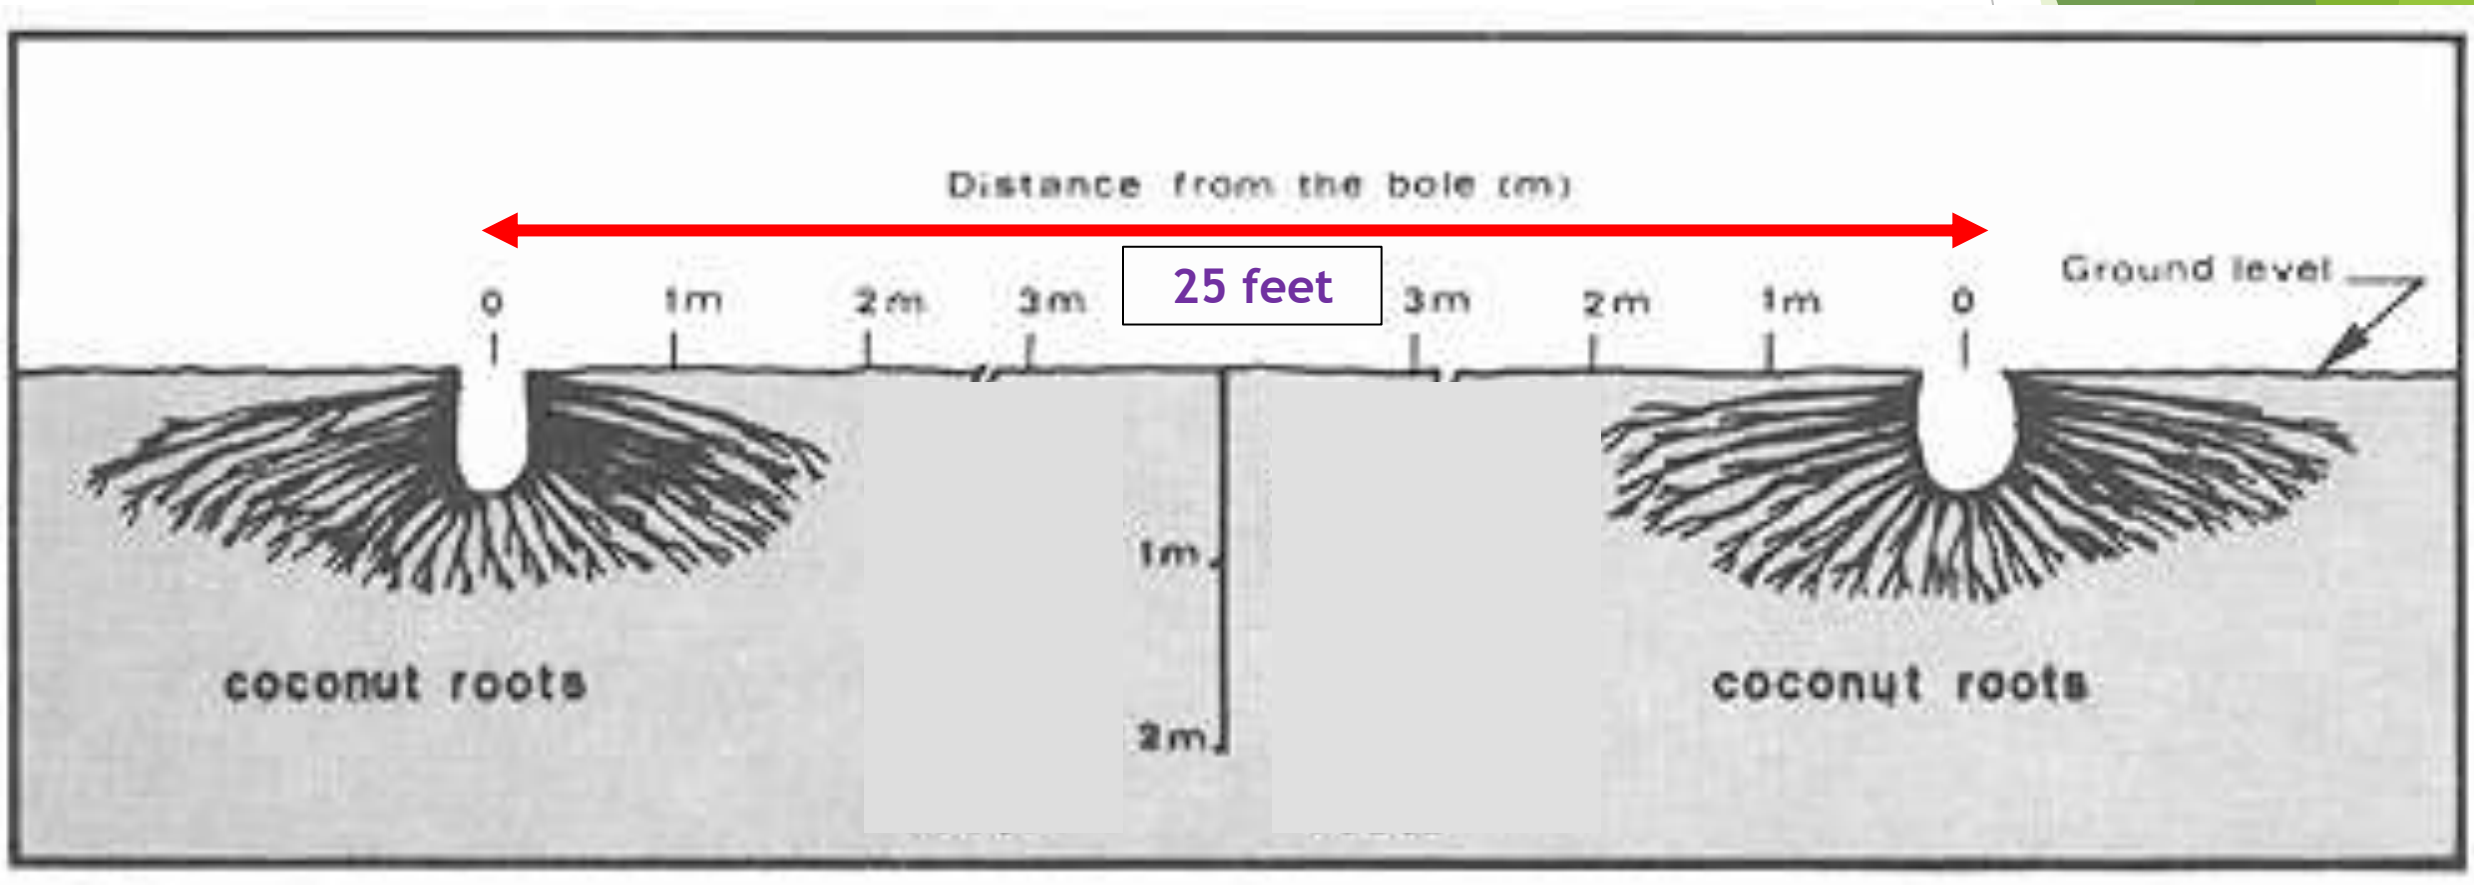 Distance from the bole (m)
25 feet
Ground level
0 1m 2m 3m 3m 2m 1m 0
1m
2m
coconut roots coconut roots